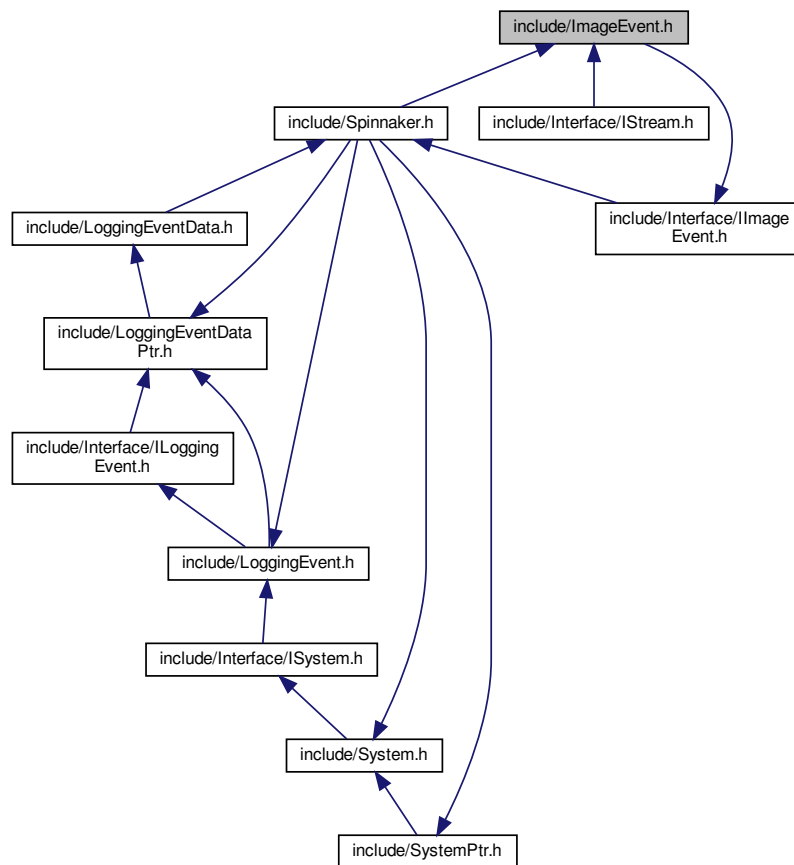 include/ImageEvent.h
include/Spinnaker.h
include/Interface/IStream.h
include/LoggingEventData.h
include/Interface/IImage
Event.h
include/LoggingEventData
Ptr.h
include/Interface/ILogging
Event.h
include/LoggingEvent.h
include/Interface/ISystem.h
include/System.h
include/SystemPtr.h